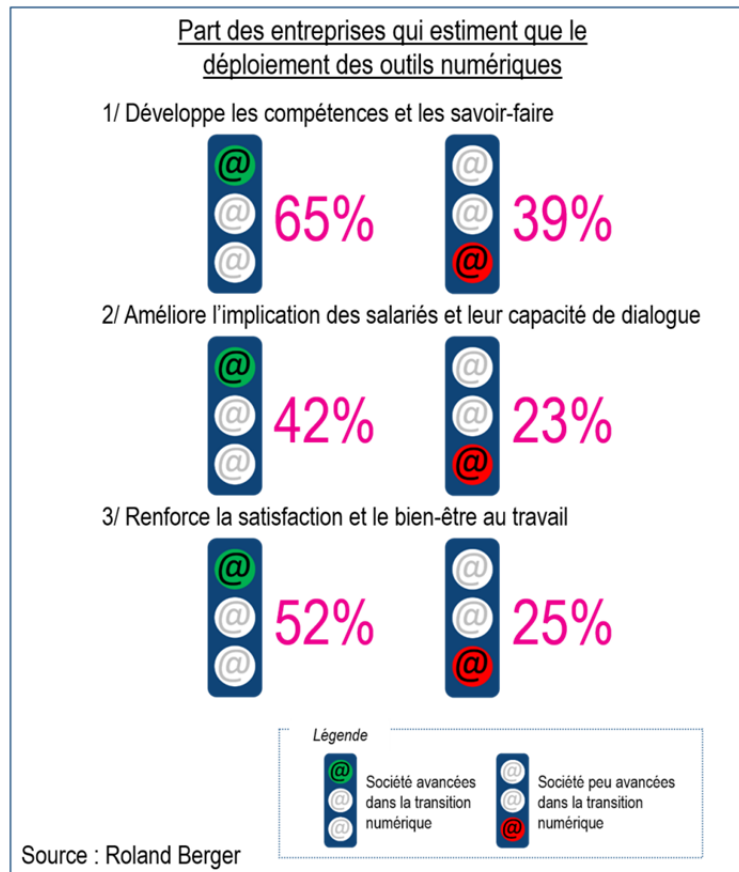 Part des entreprises qui estiment que le
déploiement des outils numériques
1/ Développe les compétences et les savoir-faire
@ @
@ 65% @ 39%
@ @
2/ Améliore l’implication des salariés et leur capacité de dialogue
@ @
@ 42% @ 23%
@ @
3/ Renforce la satisfaction et le bien-être au travail
@ @
@ 52% @ 25%
@ @
Légende
@ Société avancées @ Société peu avancées
@ dans la transition @ dans la transition
@ numérique @ numérique
Source : Roland Berger